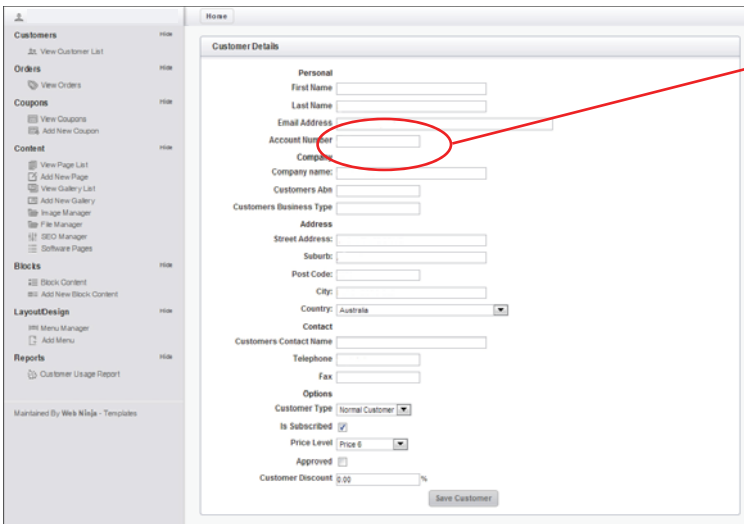 Home
Customers Hide
View Customer List
Orders Hide
View Orders
Coupons Hide
View Coupons
Add New Coupon
Content Hide
View Page List
Add New Page
View Gallery List
Add New Gallery
Image Manager
File Manager
SEO Manager
Software Pages
Blocks Hide
Block Content
Add New Block Content
Layout/Design Hide
Menu Manager
Add Menu
Reports Hide
Customer Usage Report
Maintained By Web Ninja - Templates
Customer Details
Personal
First Name
Last Name
Email Address
Account Number
Company
Company name:
Customers Abn
Customers Business Type
Address
Street Address:
Suburb:
Post Code:
City:
Country: Australia
Contact
Customers Contact Name
Telephone
Fax
Options
Customer Type Normal Customer
Is Subscribed
Price Level Price 6
Approved
Customer Discount 0.00 %
Save Customer